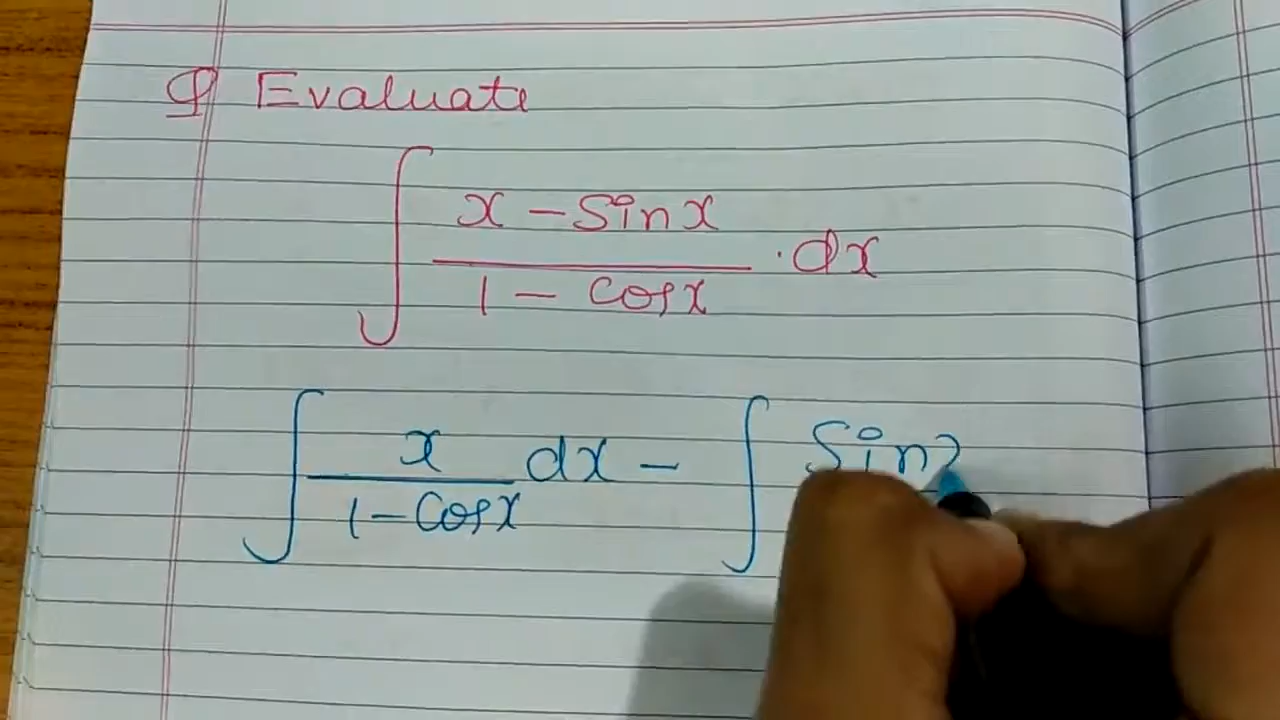 Q Evaluate
∫ (x - Sin x)/(1 - Cos x) · dx
∫ x/(1 - Cos x) dx - ∫ Sin